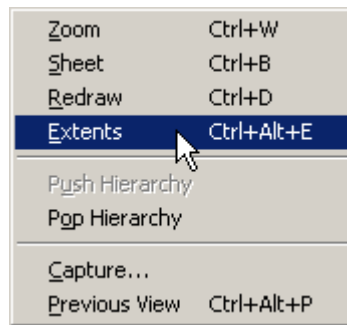 Zoom Ctrl+W
Sheet Ctrl+B
Redraw Ctrl+D
Extents Ctrl+Alt+E
Push Hierarchy
Pop Hierarchy
Capture...
Previous View Ctrl+Alt+P